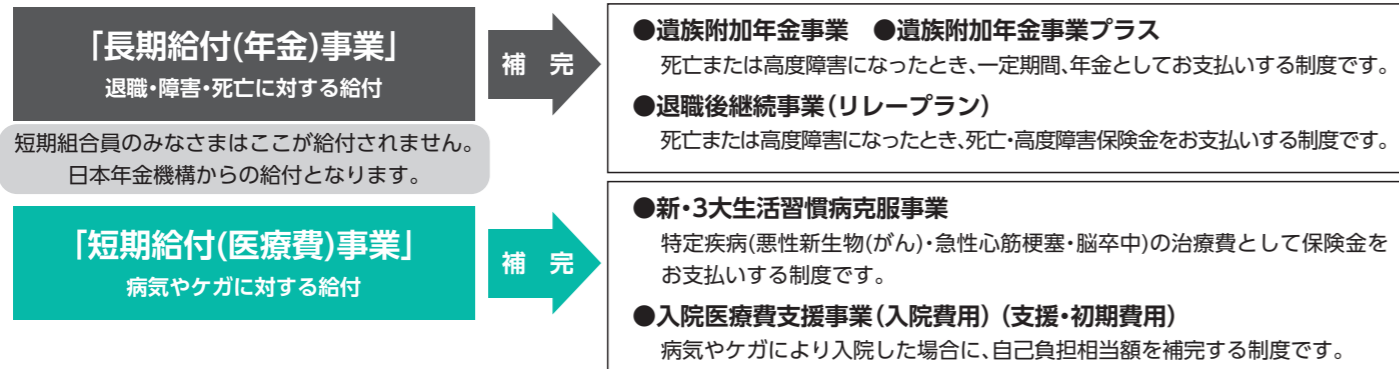 「長期給付(年金)事業」
退職・障害・死亡に対する給付
補 完
●遺族附加年金事業 ●遺族附加年金事業プラス
死亡または高度障害になったとき、一定期間、年金としてお支払いする制度です。
●退職後継続事業(リレープラン)
死亡または高度障害になったとき、死亡・高度障害保険金をお支払いする制度です。
短期組合員のみなさまはここが給付されません。
日本年金機構からの給付となります。
「短期給付(医療費)事業」
病気やケガに対する給付
補 完
●新・3大生活習慣病克服事業
特定疾病(悪性新生物(がん)・急性心筋梗塞・脳卒中)の治療費として保険金を
お支払いする制度です。
●入院医療費支援事業(入院費用)(支援・初期費用)
病気やケガにより入院した場合に、自己負担相当額を補完する制度です。